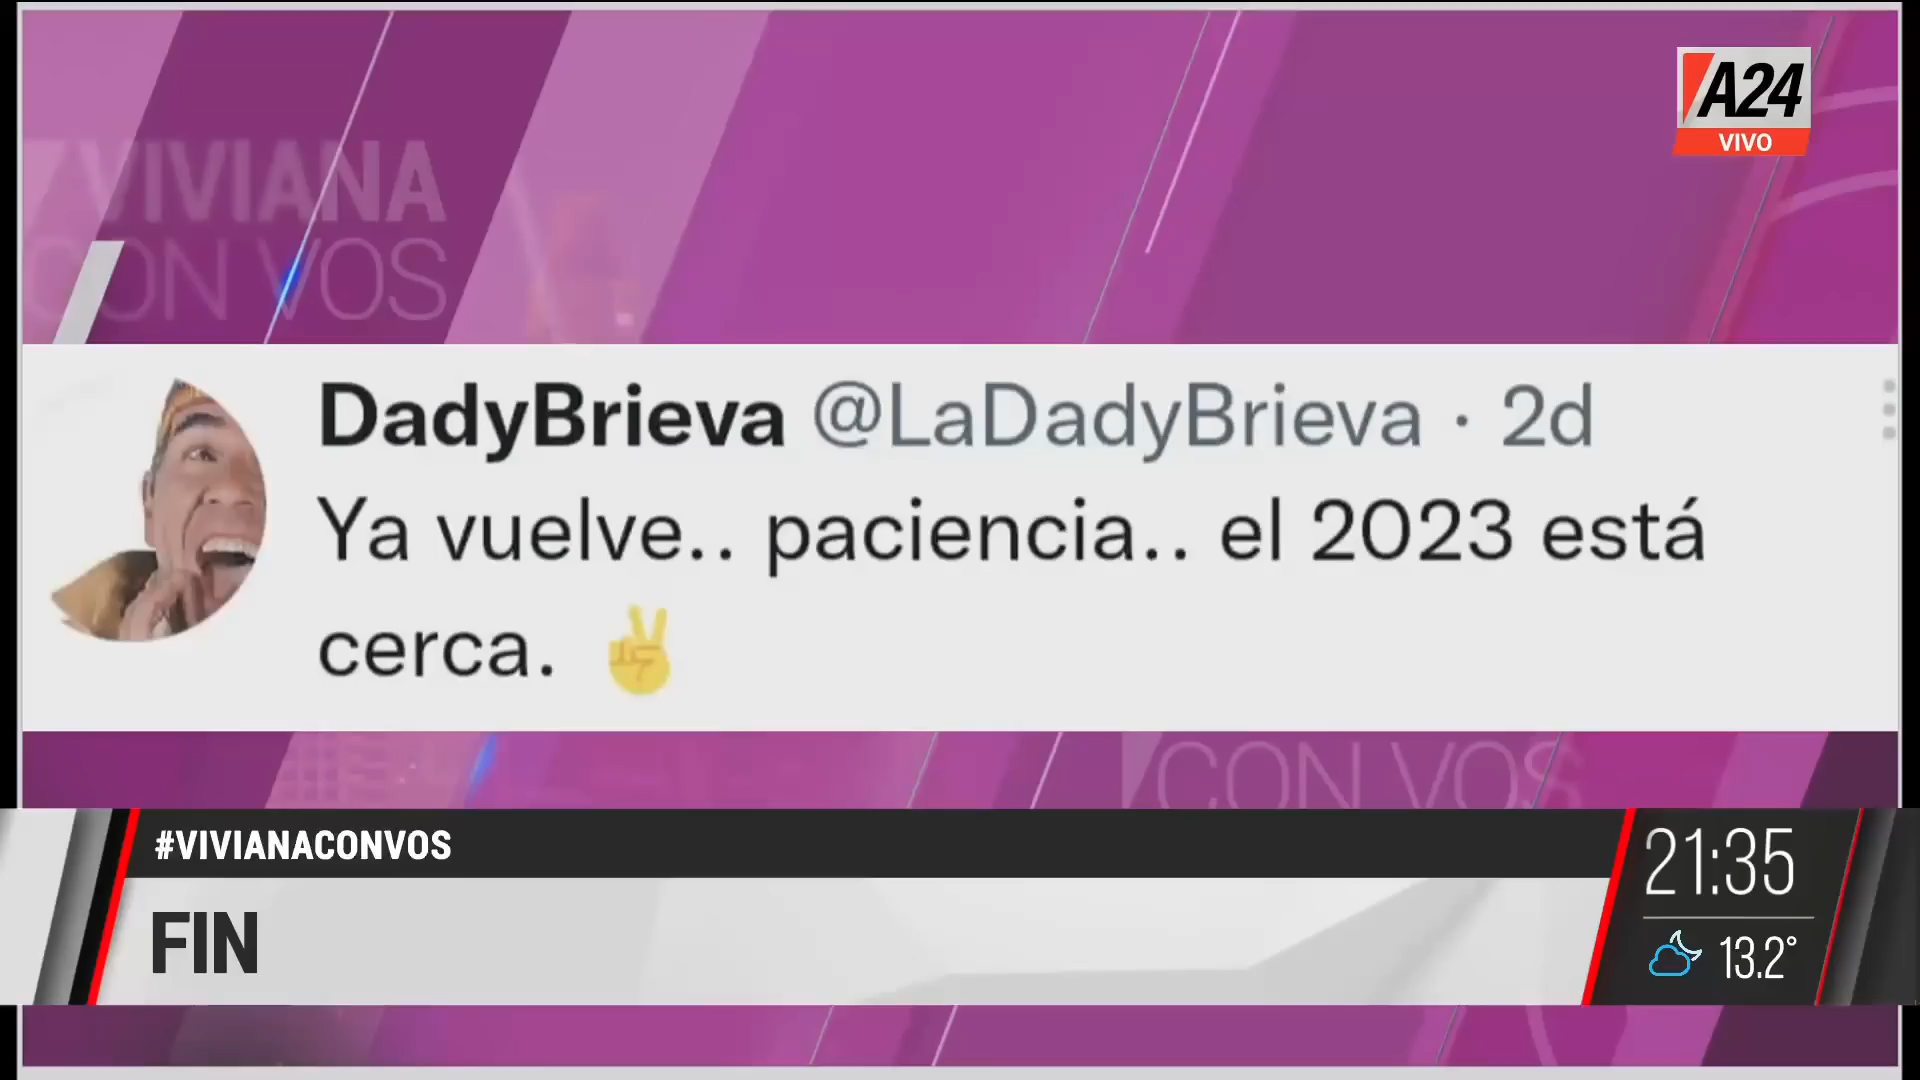 A24
VIVO
VIVIANA
CON VOS
DadyBrieva @LaDadyBrieva · 2d
Ya vuelve.. paciencia.. el 2023 está
cerca. ✌️
CON VOS
#VIVIANACONVOS
21:35
FIN
13.2°